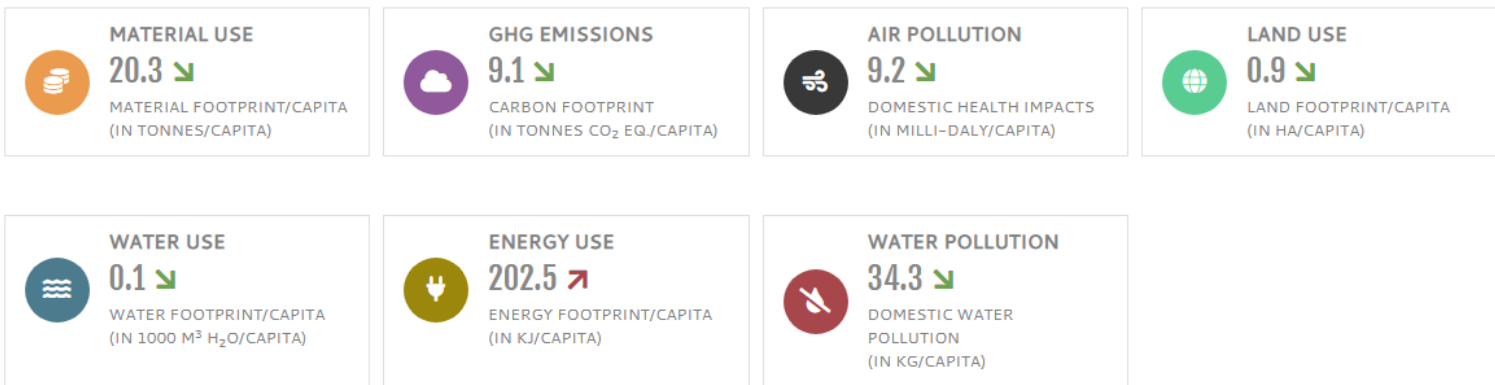 MATERIAL USE
20.3
MATERIAL FOOTPRINT/CAPITA
(IN TONNES/CAPITA)
GHG EMISSIONS
9.1
CARBON FOOTPRINT
(IN TONNES CO₂ EQ./CAPITA)
AIR POLLUTION
9.2
DOMESTIC HEALTH IMPACTS
(IN MILLI-DALY/CAPITA)
LAND USE
0.9
LAND FOOTPRINT/CAPITA
(IN HA/CAPITA)
WATER USE
0.1
WATER FOOTPRINT/CAPITA
(IN 1000 M³ H₂O/CAPITA)
ENERGY USE
202.5
ENERGY FOOTPRINT/CAPITA
(IN KJ/CAPITA)
WATER POLLUTION
34.3
DOMESTIC WATER
POLLUTION
(IN KG/CAPITA)